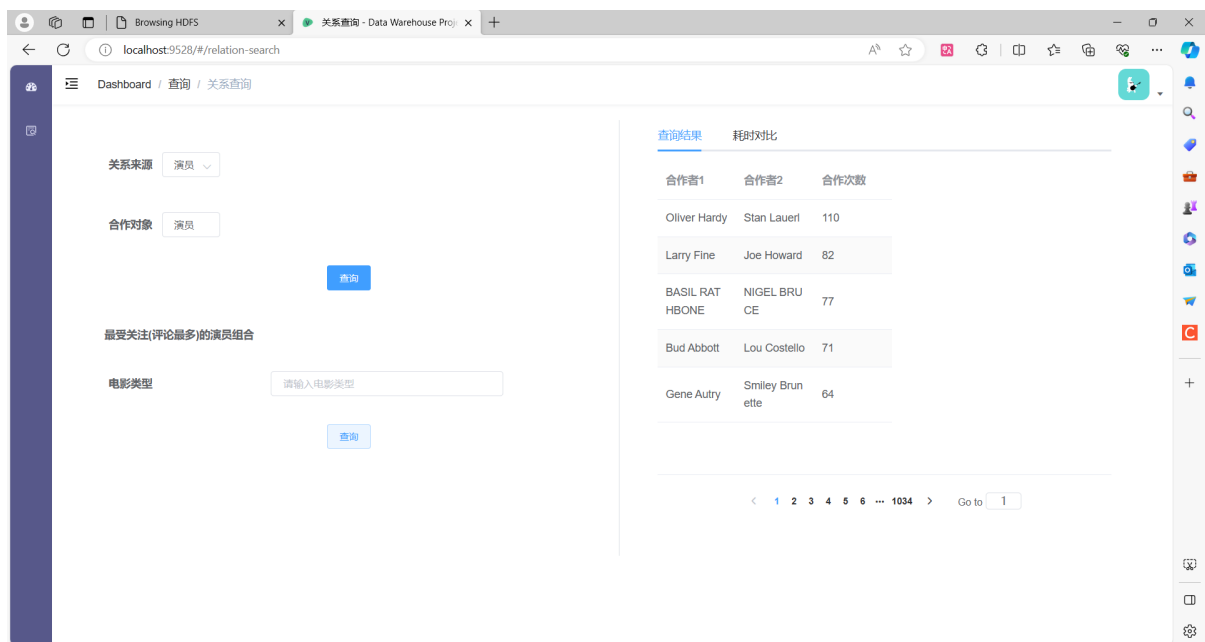 Browsing HDFS
关系查询 - Data Warehouse Proj
localhost:9528/#/relation-search
Dashboard / 查询 / 关系查询
关系来源 演员
合作对象 演员
查询
最受关注(评论最多)的演员组合
电影类型 请输入电影类型
查询
查询结果 耗时对比
合作者1 合作者2 合作次数
Oliver Hardy Stan Lauerl 110
Larry Fine Joe Howard 82
BASIL RAT NIGEL BRU
HBONE CE 77
Bud Abbott Lou Costello 71
Gene Autry Smiley Brun 64
ette
1 2 3 4 5 6 ··· 1034 Go to 1